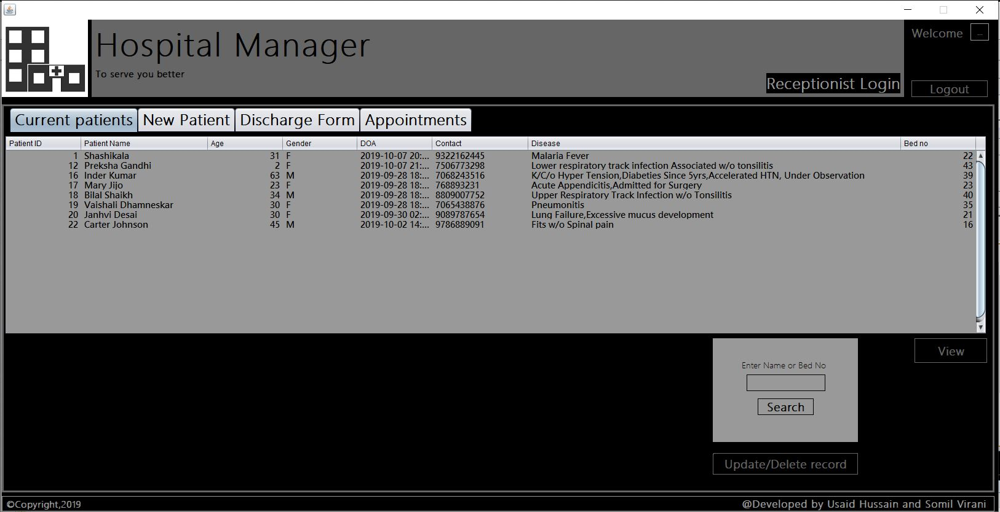 Hospital Manager
To serve you better
Receptionist Login
Welcome ...
Logout
Current patients New Patient Discharge Form Appointments
Patient ID Patient Name Age Gender DOA Contact Disease Bed no
1 Shashikala 31 F 2019-10-07 20:... 9322162445 Malaria Fever 22
12 Preksha Gandhi 2 F 2019-10-07 21:... 7506773298 Lower respiratory track infection Associated w/o tonsilitis 43
16 Inder Kumar 63 M 2019-09-28 18:... 7068243516 K/C/o Hyper Tension,Diabeties Since 5yrs,Accelerated HTN, Under Observation 39
17 Mary Jijo 23 F 2019-09-28 18:... 768893231 Acute Appendicitis,Admitted for Surgery 23
18 Bilal Shaikh 34 M 2019-09-28 18:... 8809007752 Upper Respiratory Track Infection w/o Tonsilitis 40
19 Vaishali Dhamneskar 30 F 2019-09-28 18:... 7065438876 Pneumonitis 35
20 Janhvi Desai 30 F 2019-09-30 02:... 9089787654 Lung Failure,Excessive mucus development 21
22 Carter Johnson 45 M 2019-10-02 14:... 9786889091 Fits w/o Spinal pain 16
View
Enter Name or Bed No
Search
Update/Delete record
©Copyright,2019
@Developed by Usaid Hussain and Somil Virani